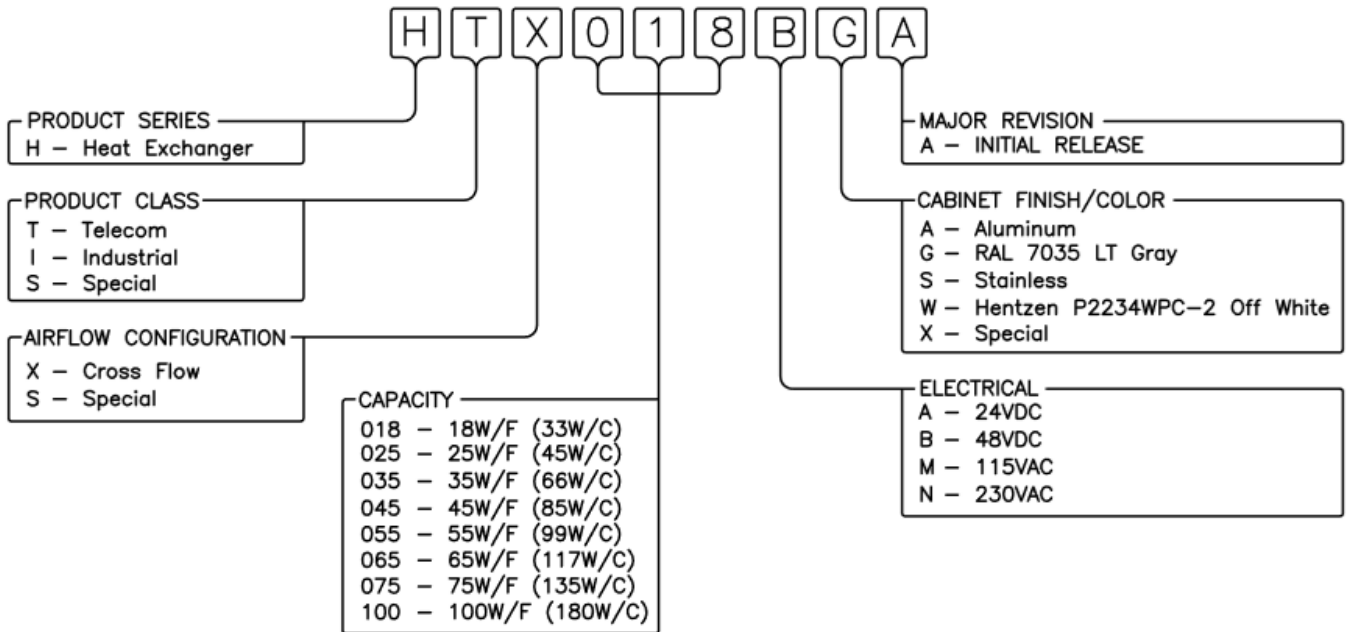 HTX018BGA
PRODUCT SERIES
H – Heat Exchanger
PRODUCT CLASS
T – Telecom
I – Industrial
S – Special
AIRFLOW CONFIGURATION
X – Cross Flow
S – Special
CAPACITY
018 – 18W/F (33W/C)
025 – 25W/F (45W/C)
035 – 35W/F (66W/C)
045 – 45W/F (85W/C)
055 – 55W/F (99W/C)
065 – 65W/F (117W/C)
075 – 75W/F (135W/C)
100 – 100W/F (180W/C)
MAJOR REVISION
A – INITIAL RELEASE
CABINET FINISH/COLOR
A – Aluminum
G – RAL 7035 LT Gray
S – Stainless
W – Hentzen P2234WPC–2 Off White
X – Special
ELECTRICAL
A – 24VDC
B – 48VDC
M – 115VAC
N – 230VAC